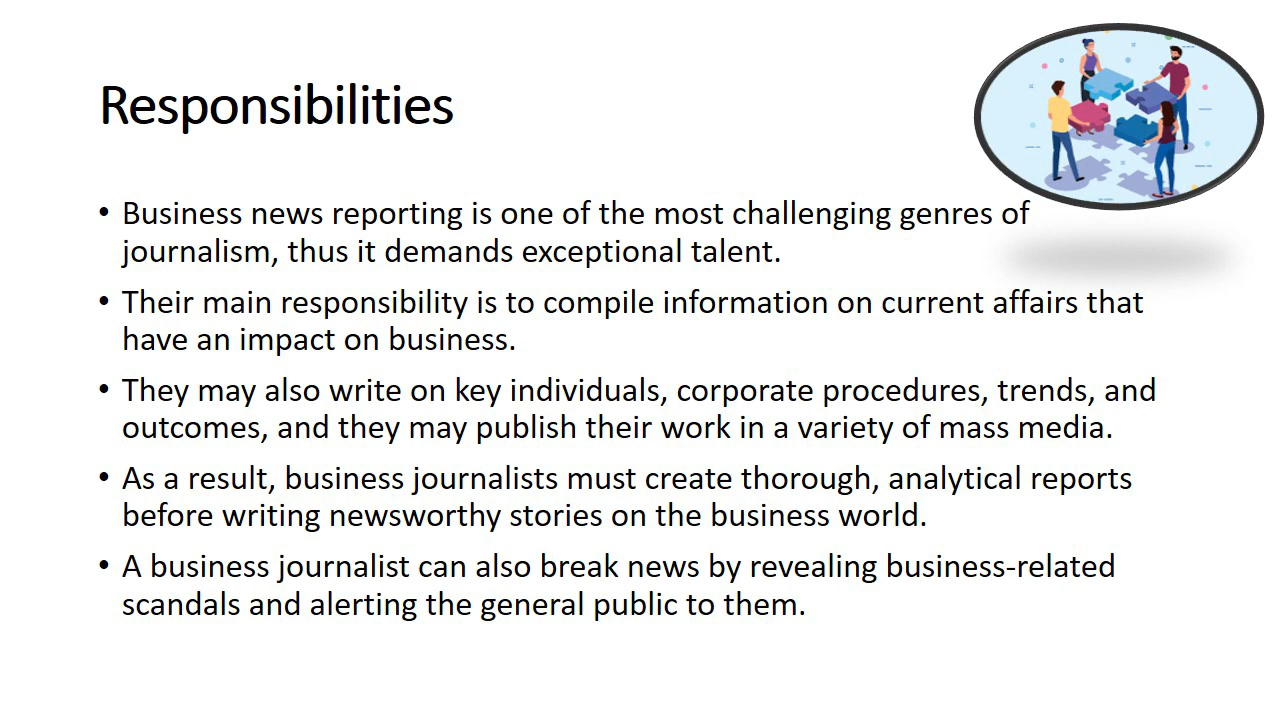 Responsibilities
• Business news reporting is one of the most challenging genres of
journalism, thus it demands exceptional talent.
• Their main responsibility is to compile information on current affairs that
have an impact on business.
• They may also write on key individuals, corporate procedures, trends, and
outcomes, and they may publish their work in a variety of mass media.
• As a result, business journalists must create thorough, analytical reports
before writing newsworthy stories on the business world.
• A business journalist can also break news by revealing business-related
scandals and alerting the general public to them.